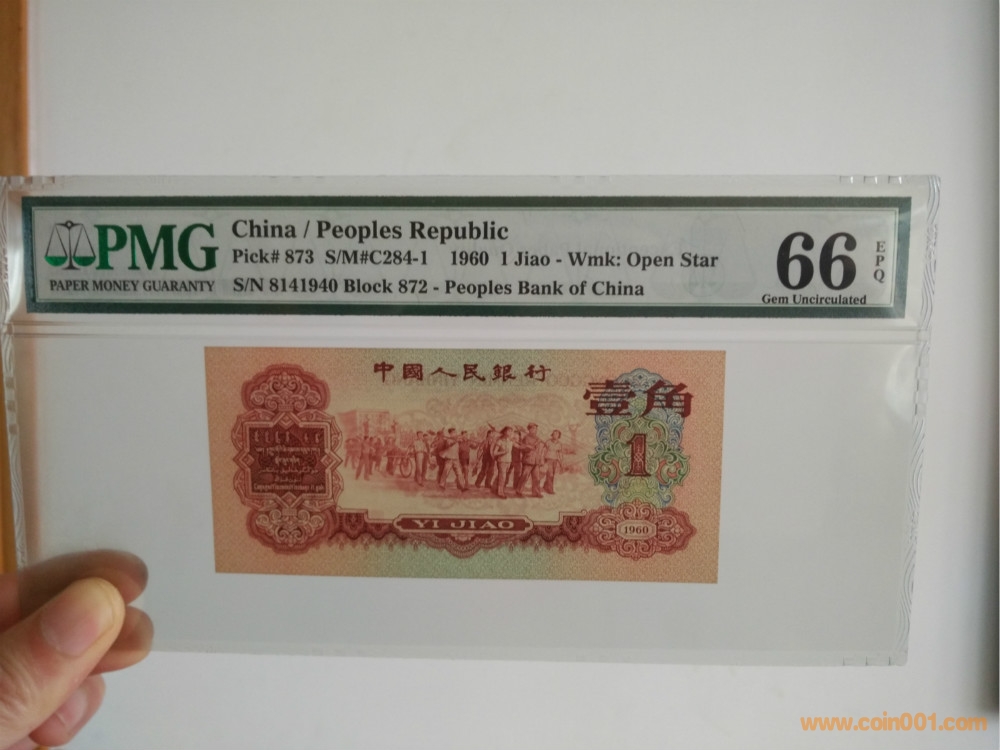 PMG
PAPER MONEY GUARANTY
China / Peoples Republic
Pick# 873 S/M#C284-1 1960 1 Jiao - Wmk: Open Star
S/N 8141940 Block 872 - Peoples Bank of China
66
EPQ
Gem Uncirculated
中國人民銀行
壹角
1
YI JIAO
1960
www.coin001.com